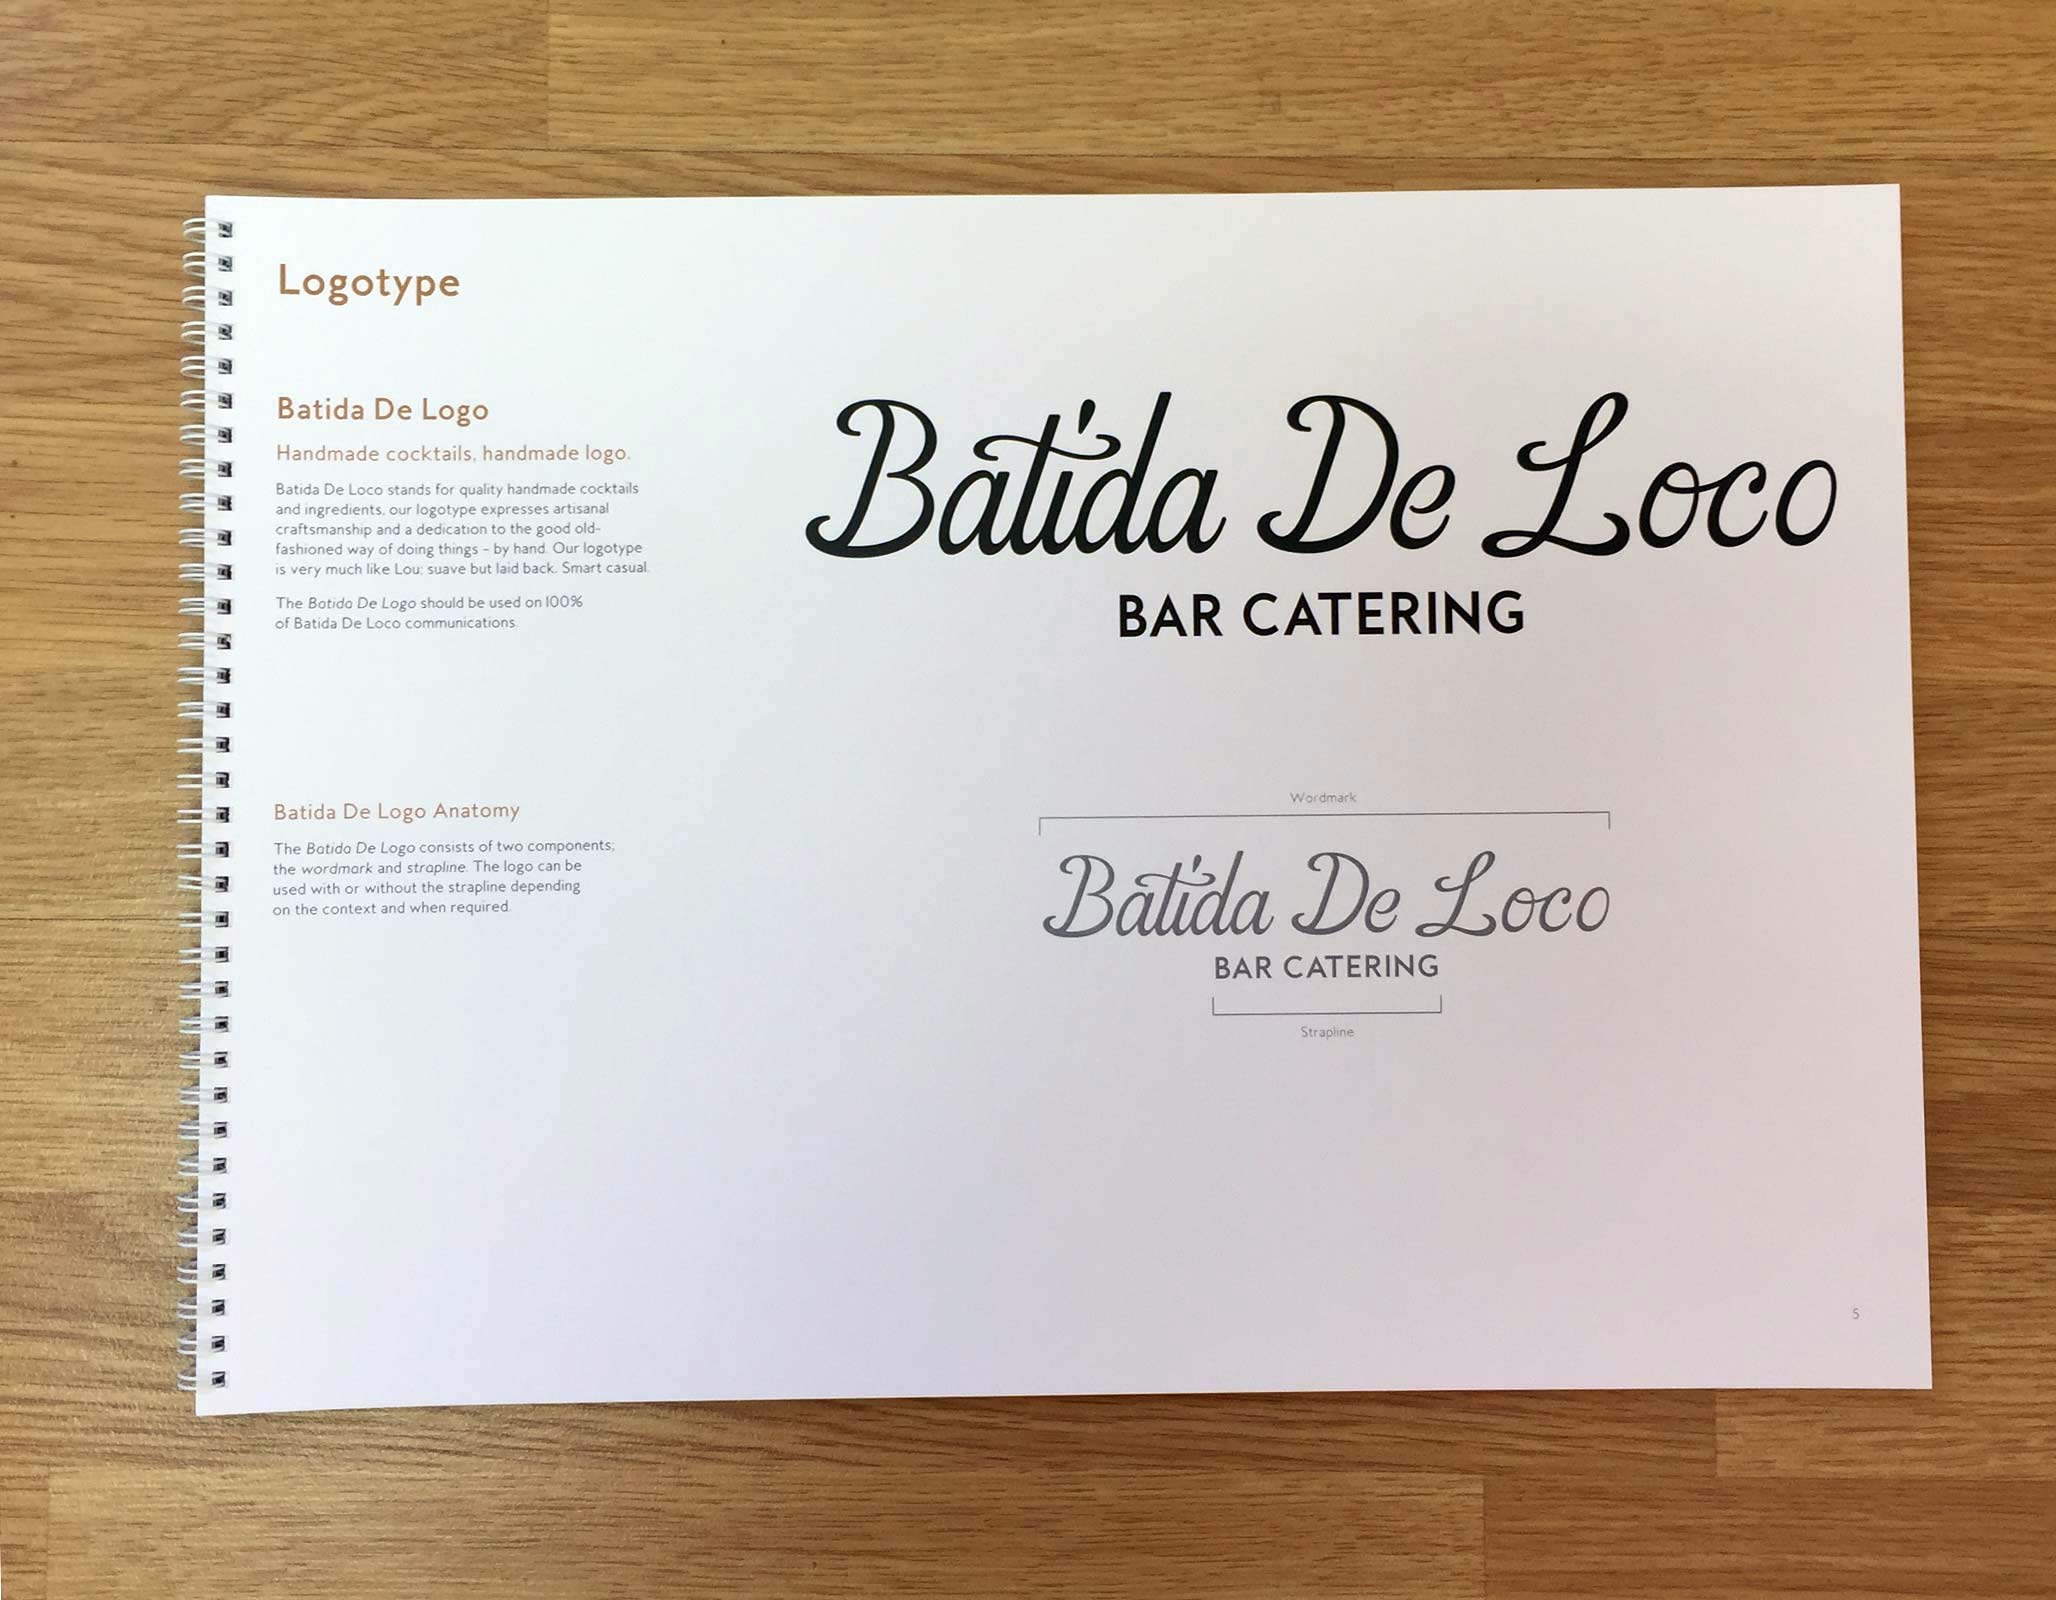 Logotype
Batida De Logo
Handmade cocktails, handmade logo.
Batida De Loco stands for quality handmade cocktails
and ingredients, our logotype expresses artisanal
craftsmanship and a dedication to the good old-
fashioned way of doing things – by hand. Our logotype
is very much like Lou; suave but laid back. Smart casual.
The Batida De Logo should be used on 100%
of Batida De Loco communications.
Batida De Logo Anatomy
The Batida De Logo consists of two components;
the wordmark and strapline. The logo can be
used with or without the strapline depending
on the context and when required.
Batida De Loco
BAR CATERING
Wordmark
Batida De Loco
BAR CATERING
Strapline
5